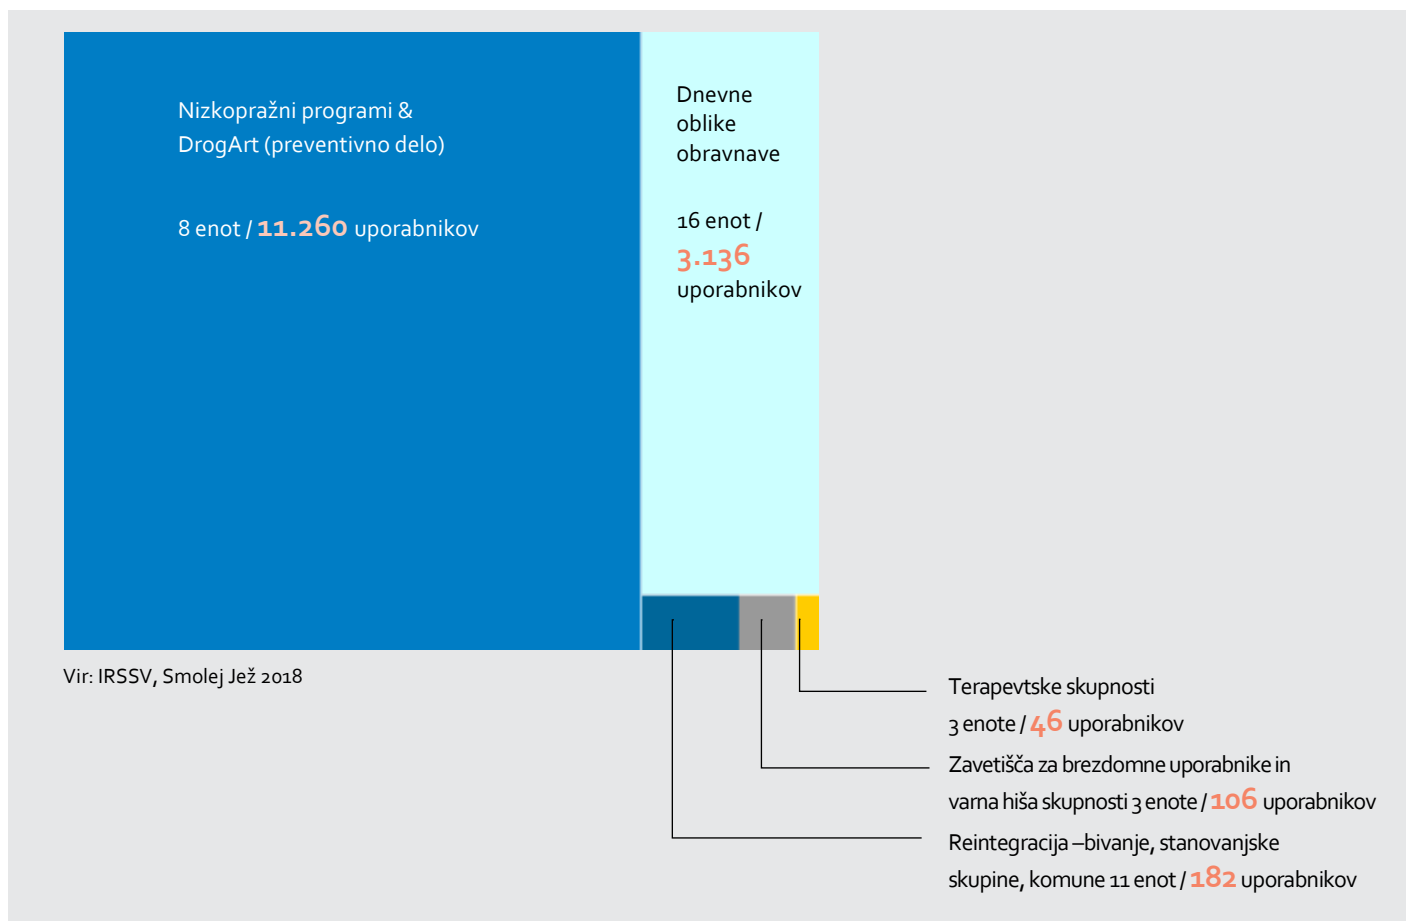 Nizkopražni programi &
DrogArt (preventivno delo)
8 enot / 11.260 uporabnikov
Dnevne
oblike
obravnave
16 enot /
3.136
uporabnikov
Vir: IRSSV, Smolej Jež 2018
Terapevtske skupnosti
3 enote / 46 uporabnikov
Zavetišča za brezdomne uporabnike in
varna hiša skupnosti 3 enote / 106 uporabnikov
Reintegracija –bivanje, stanovanjske
skupine, komune 11 enot / 182 uporabnikov